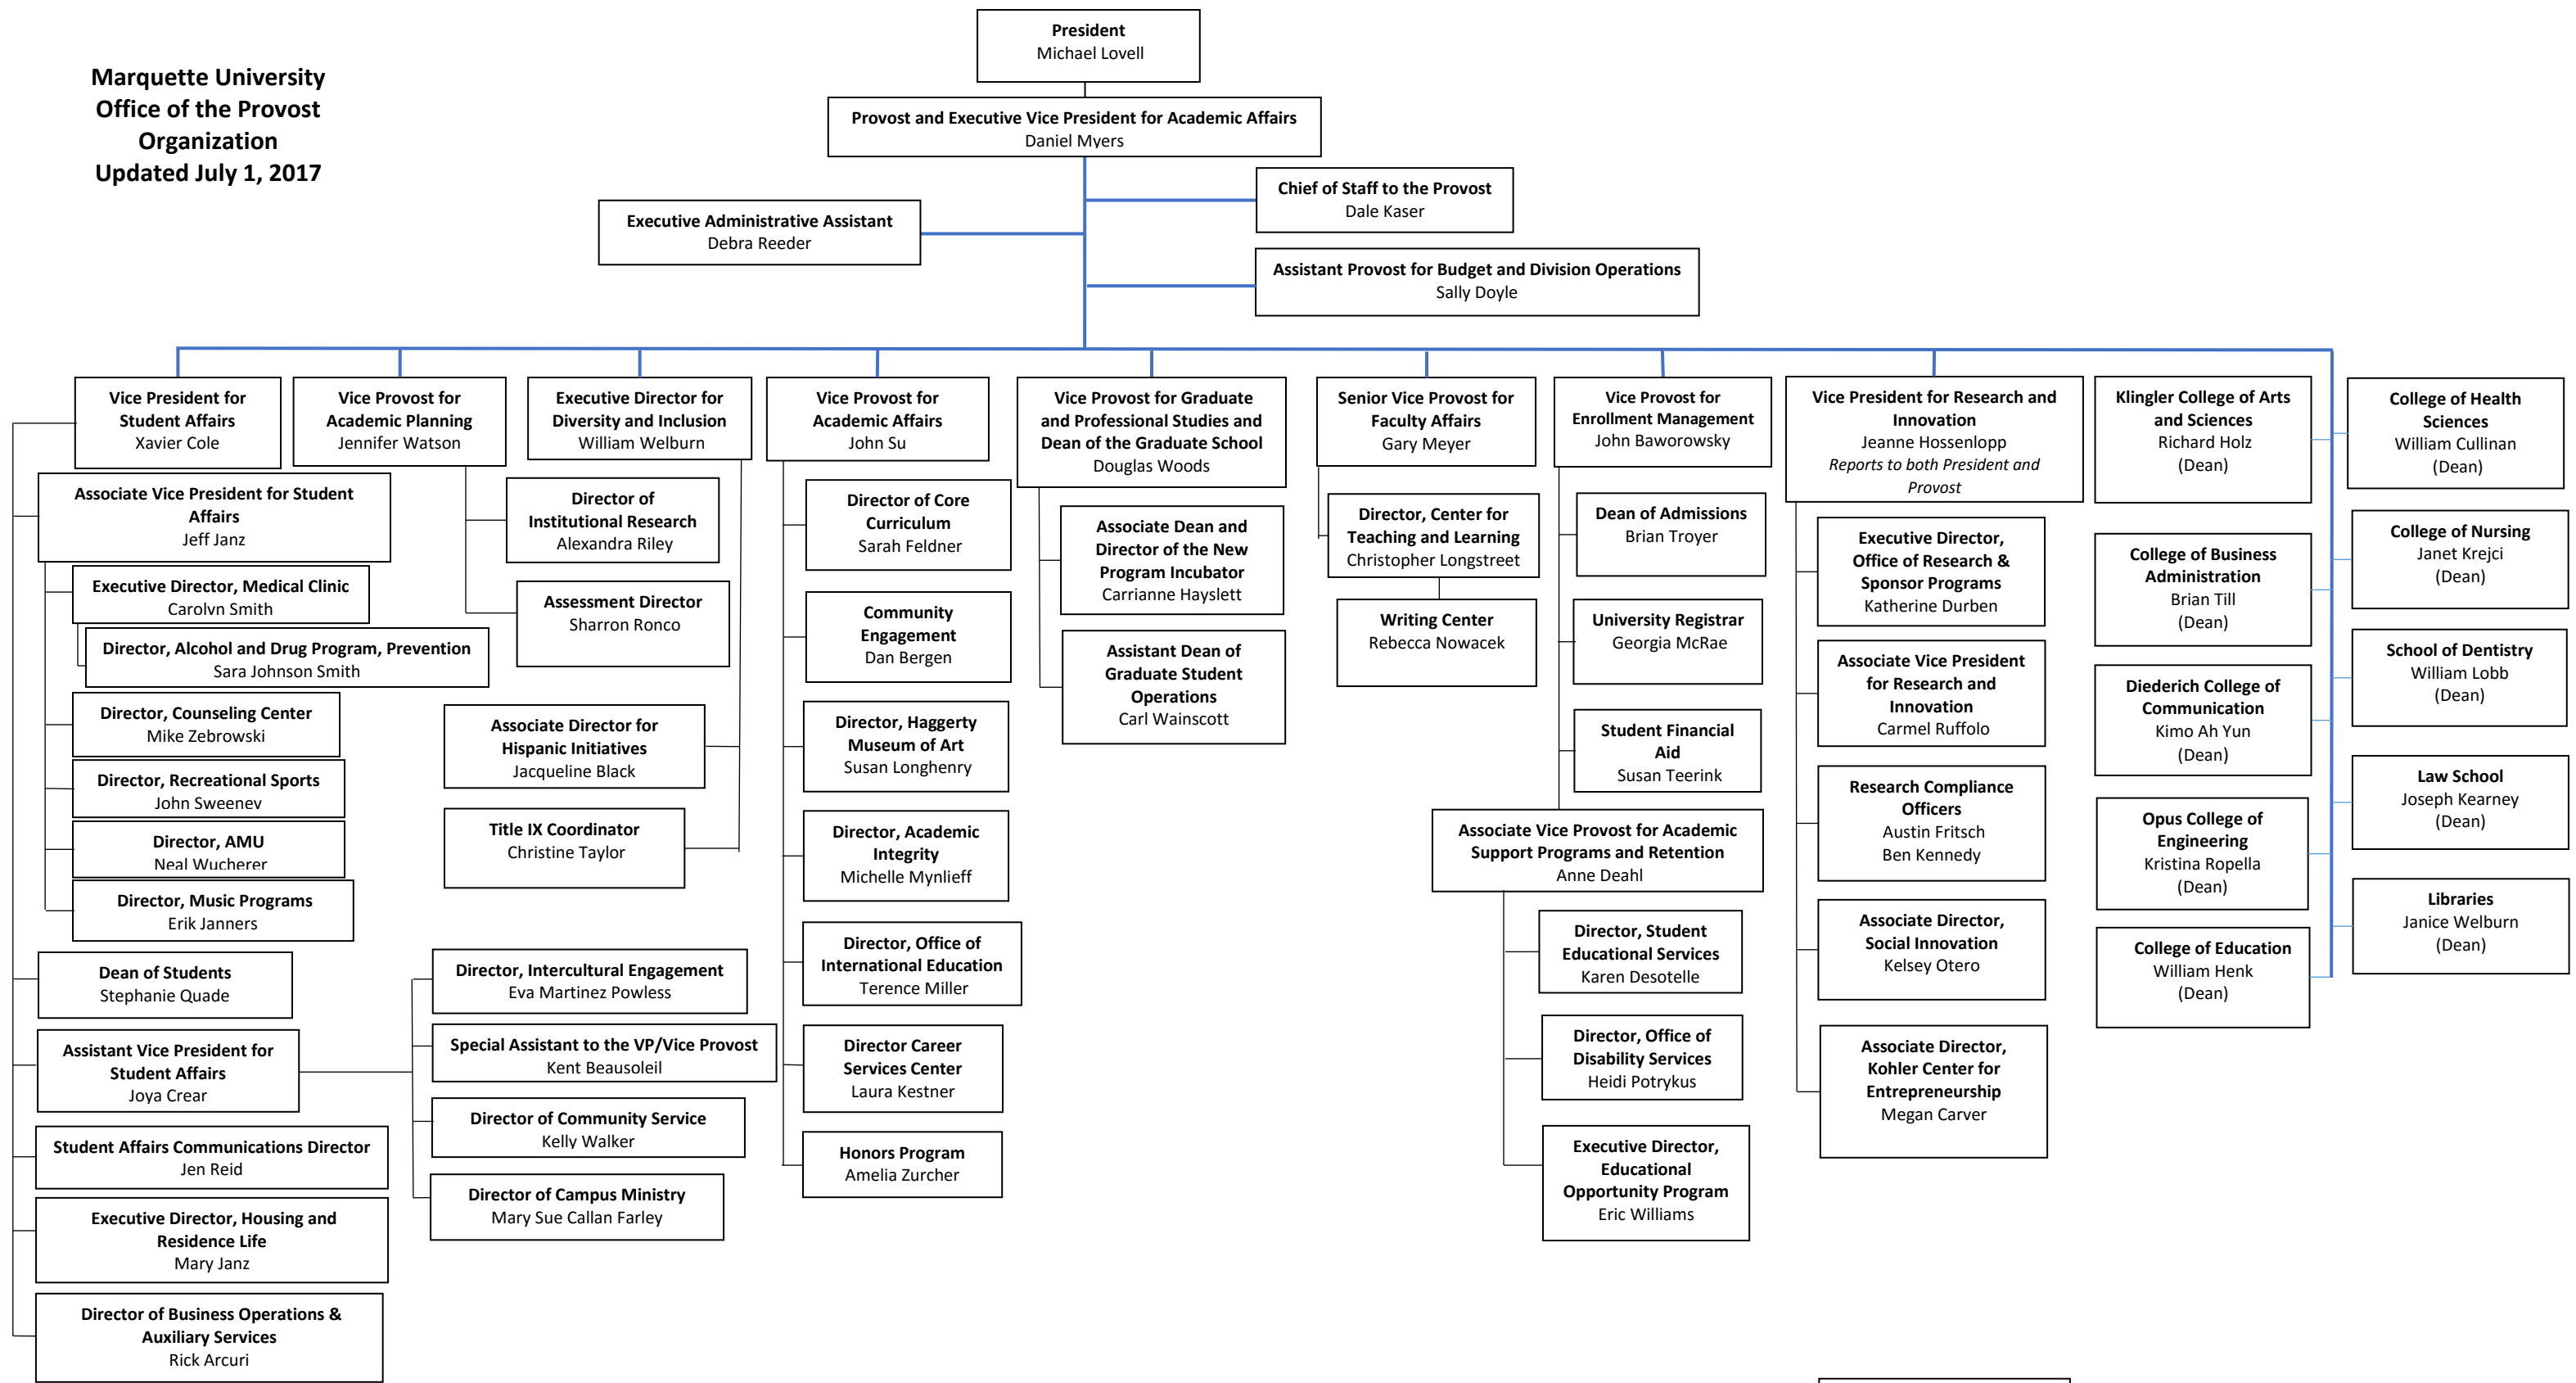 Marquette University
Office of the Provost
Organization
Updated July 1, 2017
President
Michael Lovell
Provost and Executive Vice President for Academic Affairs
Daniel Myers
Chief of Staff to the Provost
Dale Kaser
Executive Administrative Assistant
Debra Reeder
Assistant Provost for Budget and Division Operations
Sally Doyle
Vice President for
Student Affairs
Xavier Cole
Associate Vice President for Student
Affairs
Jeff Janz
Executive Director, Medical Clinic
Carolyn Smith
Director, Alcohol and Drug Program, Prevention
Sara Johnson Smith
Director, Counseling Center
Mike Zebrowski
Director, Recreational Sports
John Sweeney
Director, AMU
Neal Wucherer
Director, Music Programs
Erik Janners
Dean of Students
Stephanie Quade
Assistant Vice President for
Student Affairs
Joya Crear
Director, Intercultural Engagement
Eva Martinez Powless
Special Assistant to the VP/Vice Provost
Kent Beausoleil
Director of Community Service
Kelly Walker
Director of Campus Ministry
Mary Sue Callan Farley
Student Affairs Communications Director
Jen Reid
Executive Director, Housing and
Residence Life
Mary Janz
Director of Business Operations &
Auxiliary Services
Rick Arcuri
Vice Provost for
Academic Planning
Jennifer Watson
Director of
Institutional Research
Alexandra Riley
Assessment Director
Sharron Ronco
Executive Director for
Diversity and Inclusion
William Welburn
Associate Director for
Hispanic Initiatives
Jacqueline Black
Title IX Coordinator
Christine Taylor
Vice Provost for
Academic Affairs
John Su
Director of Core
Curriculum
Sarah Feldner
Community
Engagement
Dan Bergen
Director, Haggerty
Museum of Art
Susan Longhenry
Director, Academic
Integrity
Michelle Mynlieff
Director, Office of
International Education
Terence Miller
Director Career
Services Center
Laura Kestner
Honors Program
Amelia Zurcher
Vice Provost for Graduate
and Professional Studies and
Dean of the Graduate School
Douglas Woods
Associate Dean and
Director of the New
Program Incubator
Carrianne Hayslett
Assistant Dean of
Graduate Student
Operations
Carl Wainscott
Senior Vice Provost for
Faculty Affairs
Gary Meyer
Director, Center for
Teaching and Learning
Christopher Longstreet
Writing Center
Rebecca Nowacek
Vice Provost for
Enrollment Management
John Baworowsky
Dean of Admissions
Brian Troyer
University Registrar
Georgia McRae
Student Financial
Aid
Susan Teerink
Associate Vice Provost for Academic
Support Programs and Retention
Anne Deahl
Director, Student
Educational Services
Karen Desotelle
Director, Office of
Disability Services
Heidi Potrykus
Executive Director,
Educational
Opportunity Program
Eric Williams
Vice President for Research and
Innovation
Jeanne Hossenlopp
Reports to both President and
Provost
Executive Director,
Office of Research &
Sponsor Programs
Katherine Durben
Associate Vice President
for Research and
Innovation
Carmel Ruffolo
Research Compliance
Officers
Austin Fritsch
Ben Kennedy
Associate Director,
Social Innovation
Kelsey Otero
Associate Director,
Kohler Center for
Entrepreneurship
Megan Carver
Klingler College of Arts
and Sciences
Richard Holz
(Dean)
College of Business
Administration
Brian Till
(Dean)
Diederich College of
Communication
Kimo Ah Yun
(Dean)
Opus College of
Engineering
Kristina Ropella
(Dean)
College of Education
William Henk
(Dean)
College of Health
Sciences
William Cullinan
(Dean)
College of Nursing
Janet Krejci
(Dean)
School of Dentistry
William Lobb
(Dean)
Law School
Joseph Kearney
(Dean)
Libraries
Janice Welburn
(Dean)